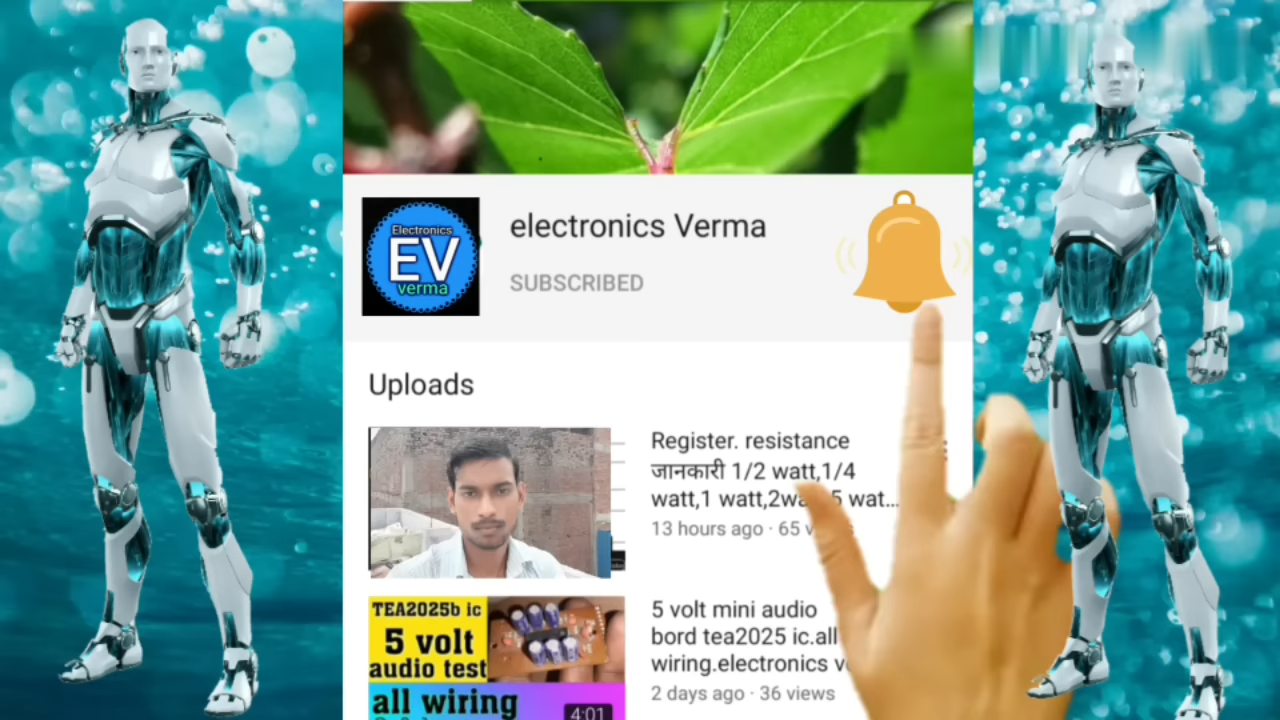 Electronics
EV
verma
electronics Verma
SUBSCRIBED
Uploads
Register. resistance
जानकारी 1/2 watt,1/4
watt,1 watt,2wa 5 wat...
13 hours ago · 65 v
TEA2025b ic
5 volt
audio test
all wiring
4:01
5 volt mini audio
bord tea2025 ic.all
wiring.electronics v
2 days ago · 36 views